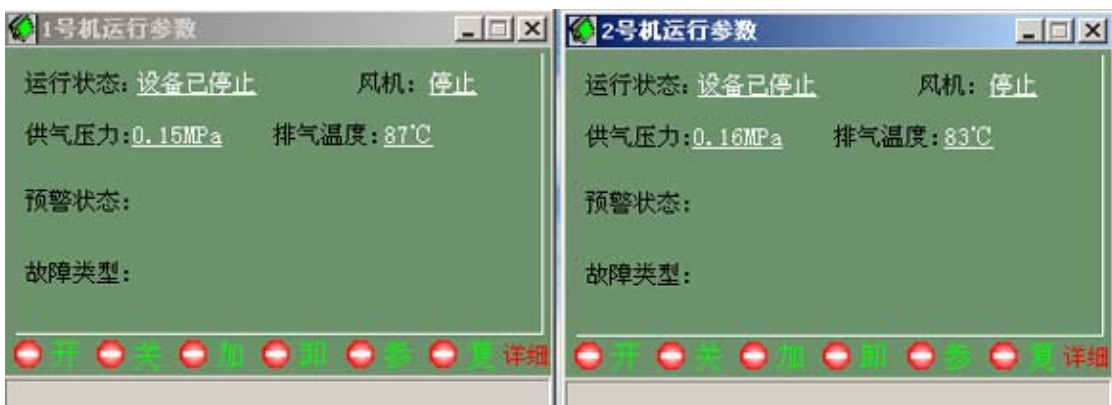 1号机运行参数
运行状态: 设备已停止 风机: 停止
供气压力:0.15MPa 排气温度:87℃
预警状态:
故障类型:
开 关 加 卸 参 复 详细
2号机运行参数
运行状态: 设备已停止 风机: 停止
供气压力:0.16MPa 排气温度:83℃
预警状态:
故障类型:
开 关 加 卸 参 复 详细